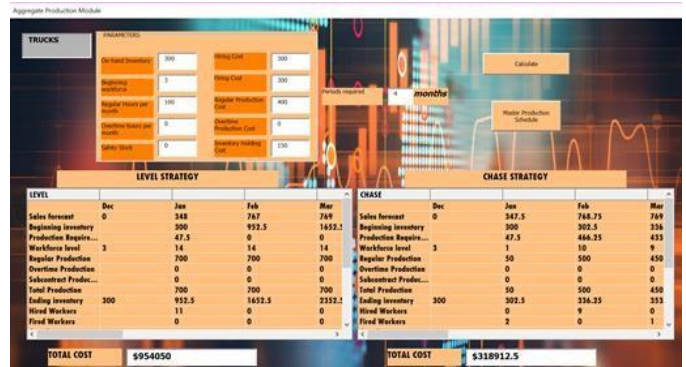 Aggregate Production Module
TRUCKS
PARAMETERS
On-hand Inventory 300 Hiring Cost 500
Beginning workforce 3 Firing Cost 300
Regular Hours per month 100 Regular Production Cost 400
Overtime hours per month 0 Overtime Production Cost 0
Safety Stock 0 Inventory Holding Cost 150
Periods required 4 months
Calculate
Master Production Schedule
LEVEL STRATEGY
LEVEL
Dec Jan Feb Mar
Sales forecast 0 348 767 769
Beginning inventory 300 952.5 1652.5
Production Require... 47.5 0 0
Workforce level 3 14 14 14
Regular Production 700 700 700
Overtime Production 0 0 0
Subcontract Produc... 0 0 0
Total Production 700 700 700
Ending inventory 300 952.5 1652.5 2352.5
Hired Workers 11 0 0
Fired Workers 0 0 0
TOTAL COST $954050
CHASE STRATEGY
CHASE
Dec Jan Feb Mar
Sales forecast 0 347.5 768.75 769
Beginning inventory 300 302.5 336
Production Require... 47.5 466.25 433
Workforce level 3 1 10 9
Regular Production 50 500 450
Overtime Production 0 0 0
Subcontract Produc... 0 0 0
Total Production 50 500 450
Ending inventory 300 302.5 336.25 353
Hired Workers 0 9 0
Fired Workers 2 0 1
TOTAL COST $318912.5